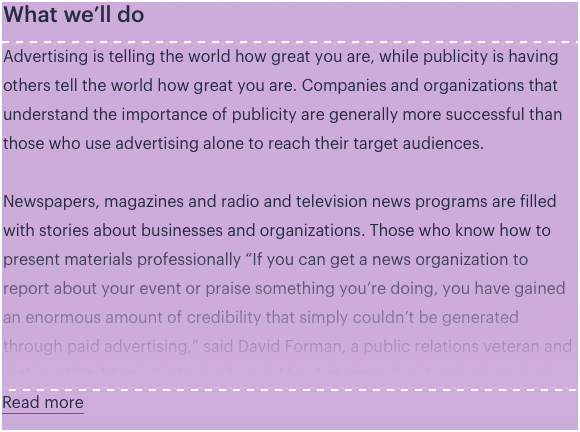 What we'll do
Advertising is telling the world how great you are, while publicity is having
others tell the world how great you are. Companies and organizations that
understand the importance of publicity are generally more successful than
those who use advertising alone to reach their target audiences.
Newspapers, magazines and radio and television news programs are filled
with stories about businesses and organizations. Those who know how to
present materials professionally “If you can get a news organization to
report about your event or praise something you’re doing, you have gained
an enormous amount of credibility that simply couldn’t be generated
through paid advertising,” said David Forman, a public relations veteran and
Read more